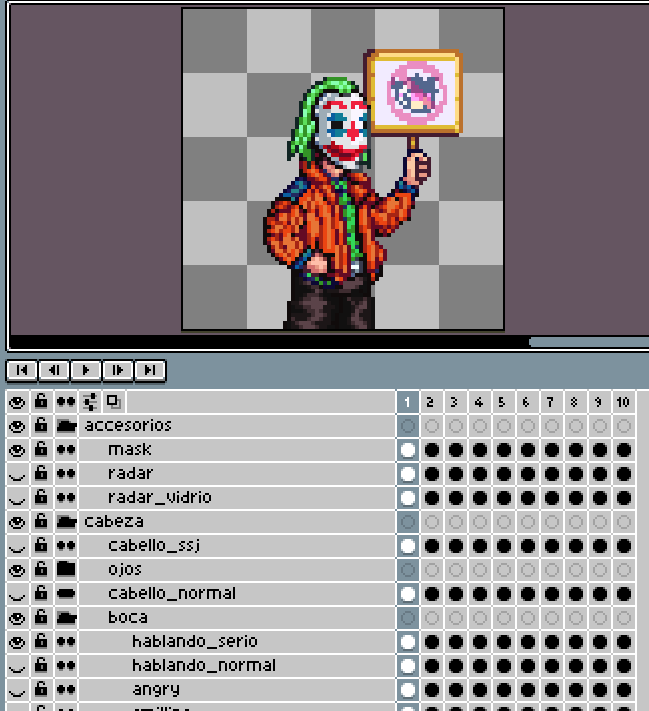 1 2 3 4 5 6 7 8 9 10
accesorios
mask
radar
radar_vidrio
cabeza
cabello_ssj
ojos
cabello_normal
boca
hablando_serio
hablando_normal
angry